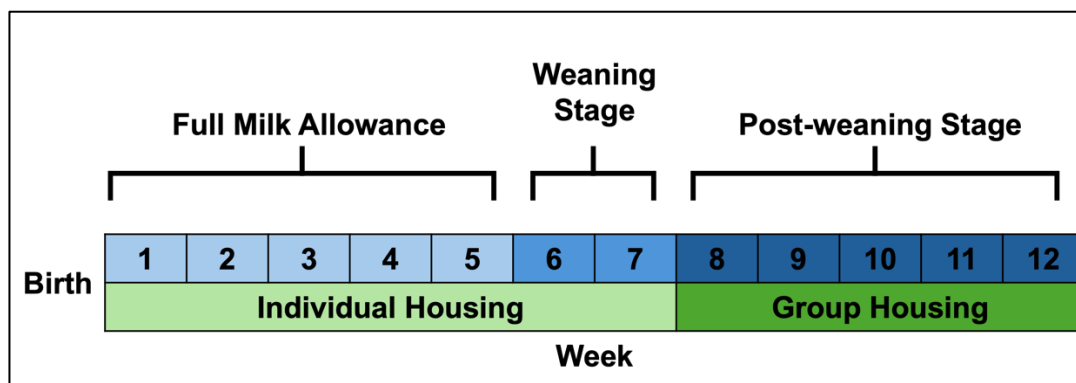 Weaning
Stage
Full Milk Allowance
Post-weaning Stage
1 2 3 4 5 6 7 8 9 10 11 12
Birth
Individual Housing Group Housing
Week